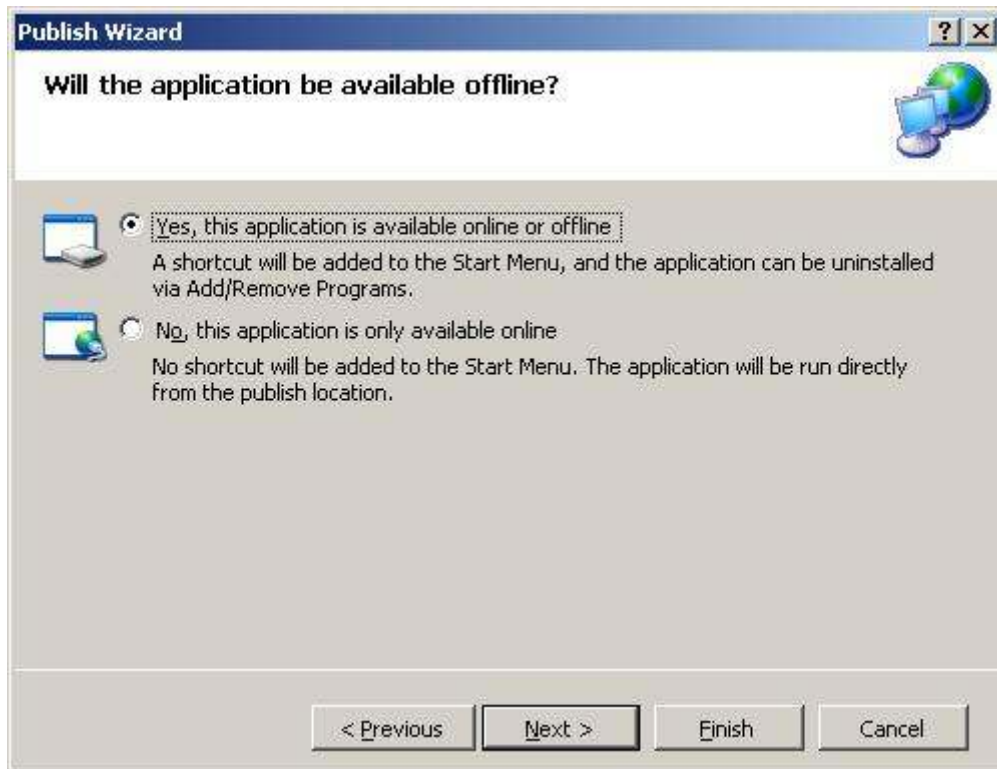 Publish Wizard
Will the application be available offline?
Yes, this application is available online or offline
A shortcut will be added to the Start Menu, and the application can be uninstalled
via Add/Remove Programs.
No, this application is only available online
No shortcut will be added to the Start Menu. The application will be run directly
from the publish location.
< Previous Next > Finish Cancel